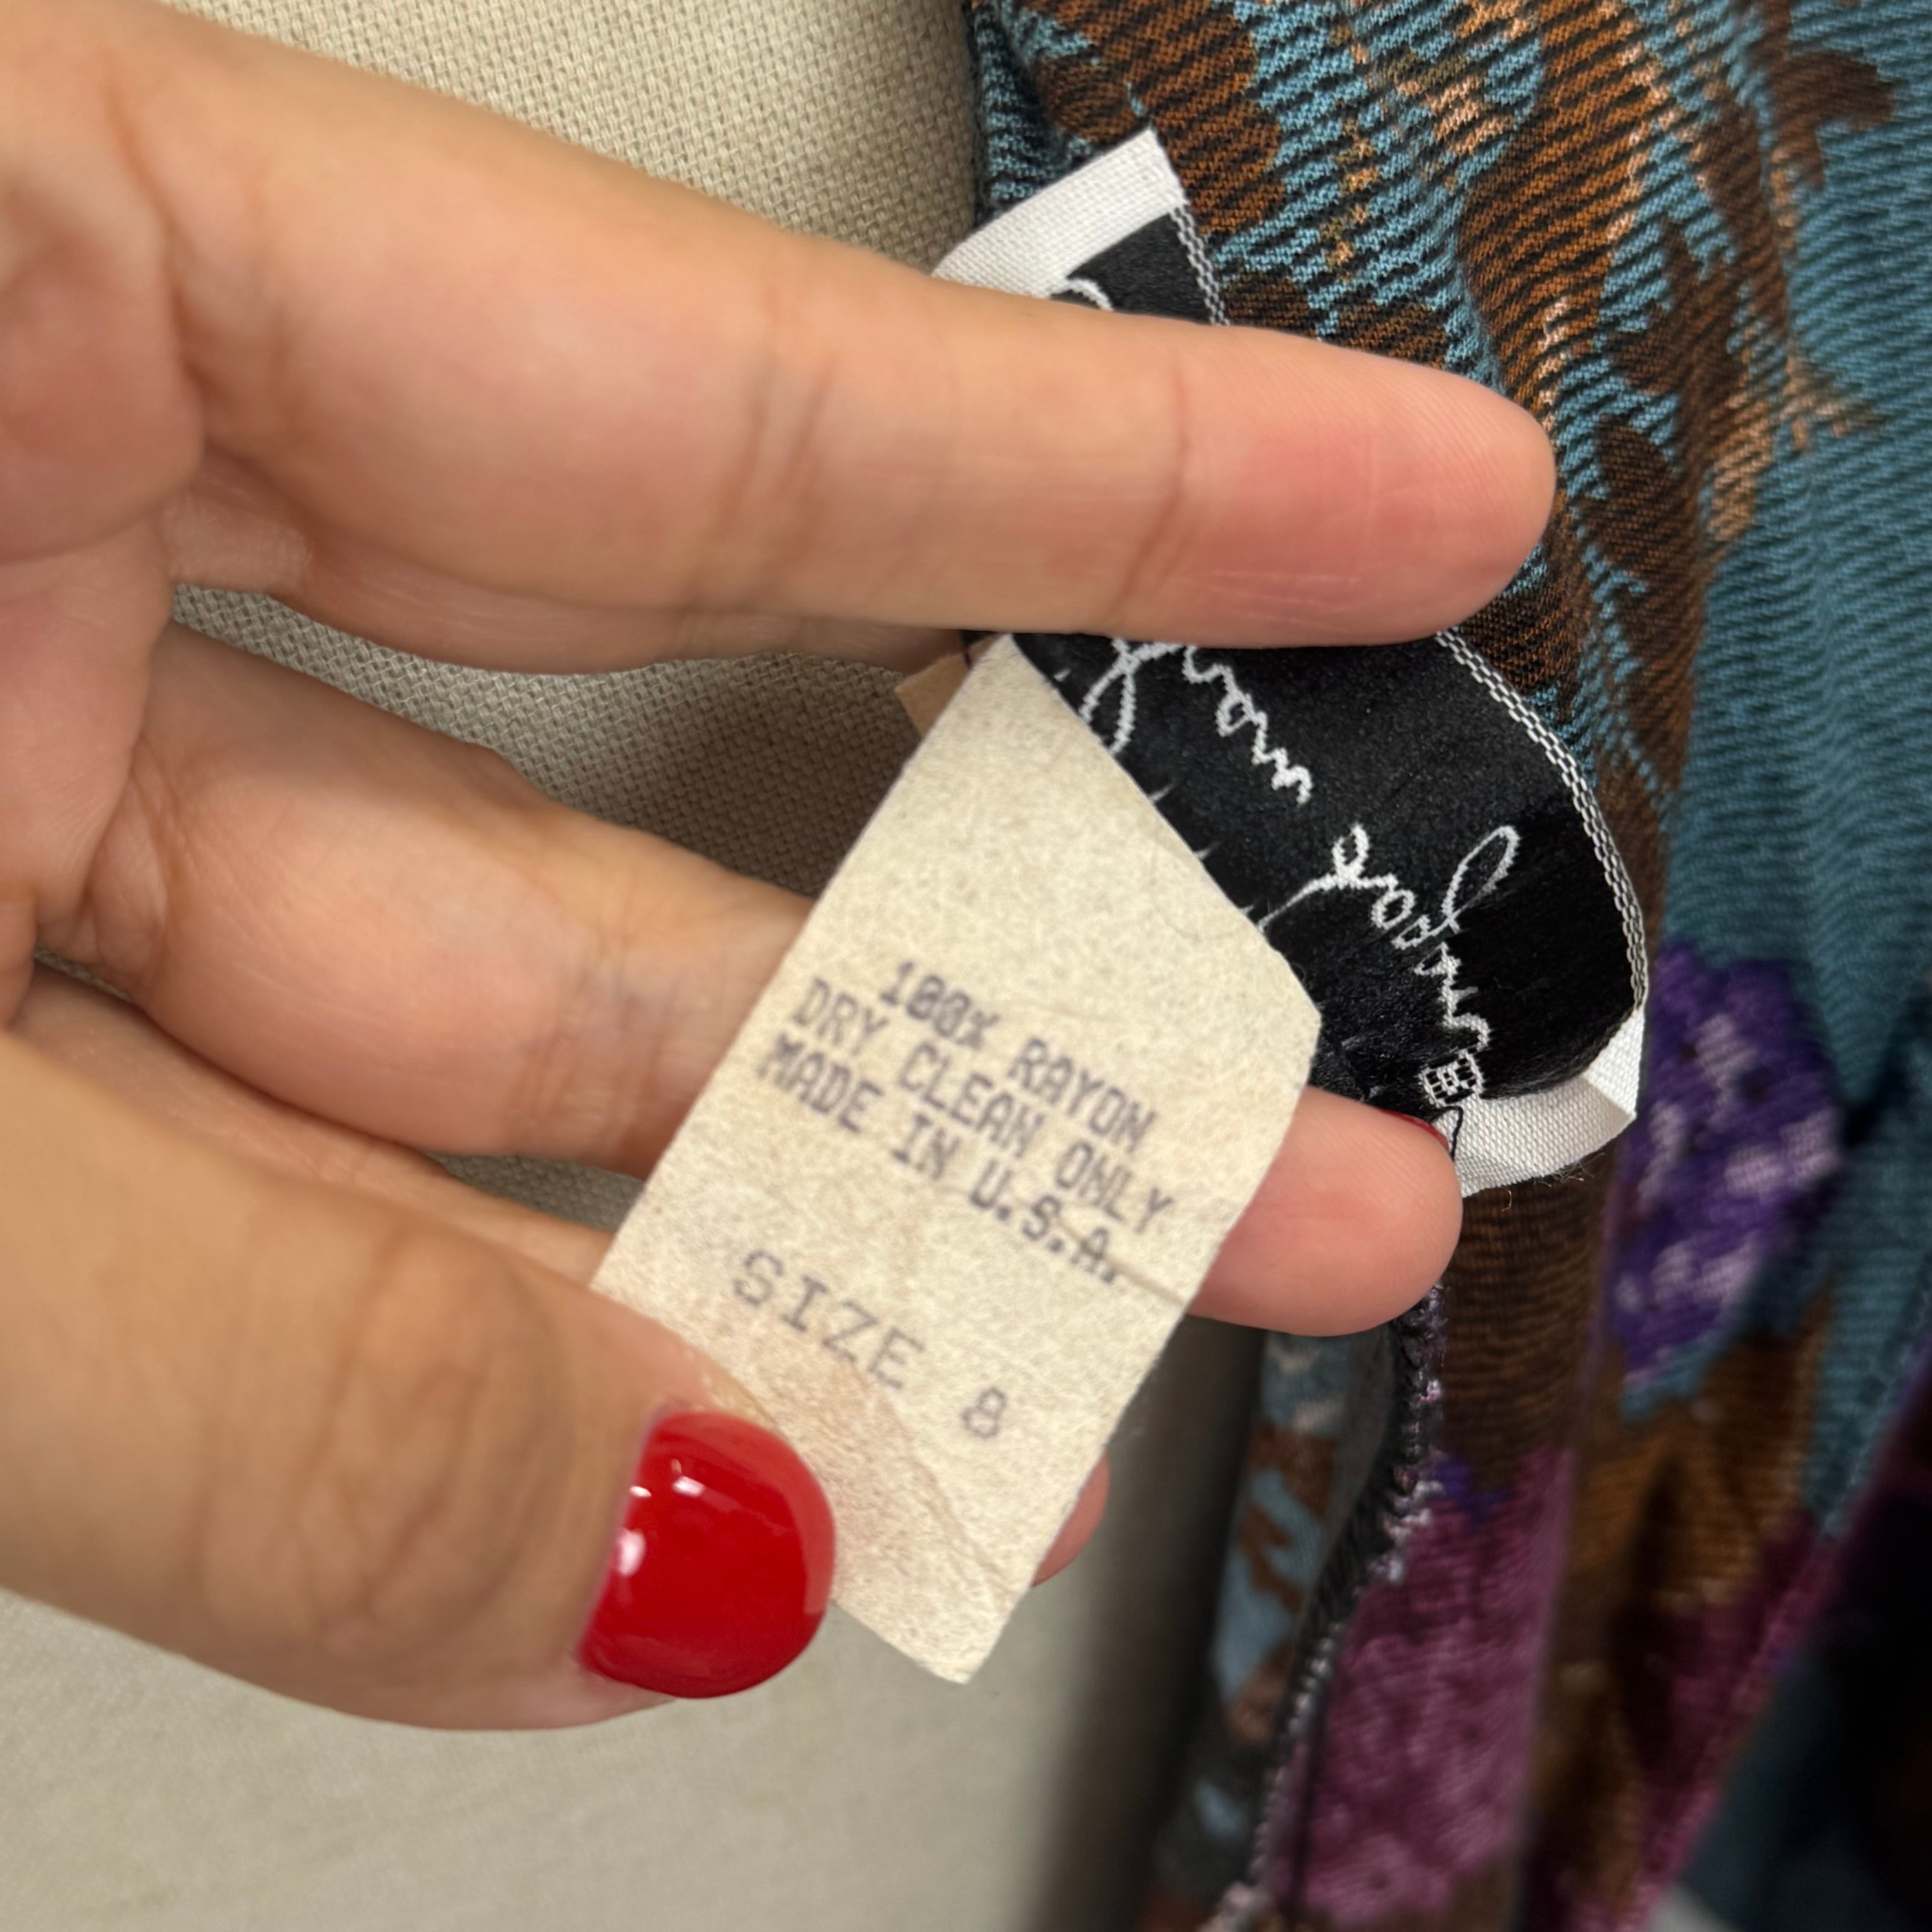 100% RAYON
DRY CLEAN ONLY
MADE IN U.S.A.
SIZE 8